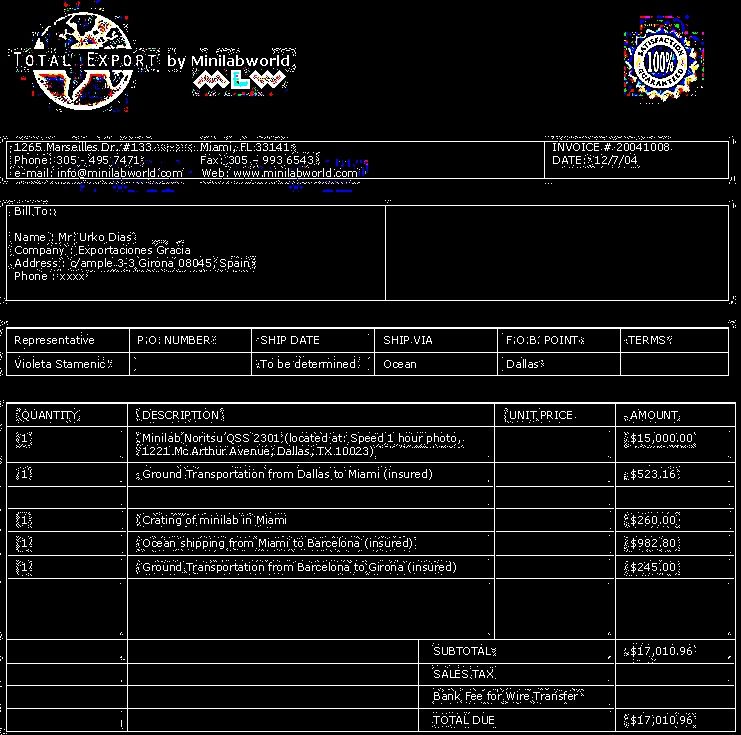 TOTAL EXPORT by Minilabworld
MLW
SATISFACTION 100% GUARANTEED
1265 Marseilles Dr. #133 Miami, FL 33141
Phone: 305 - 495 7471 Fax: 305 - 993 6543
e-mail: info@minilabworld.com Web: www.minilabworld.com
INVOICE # 20041008
DATE: 12/7/04
Bill To:
Name : Mr Urko Dias
Company : Exportaciones Gracia
Address : c/ample 3-3 Girona 08045, Spain
Phone : xxxx
Representative P.O. NUMBER SHIP DATE SHIP VIA F.O.B. POINT TERMS
Violeta Stamenic To be determined Ocean Dallas
QUANTITY DESCRIPTION UNIT PRICE AMOUNT
1 Minilab Noritsu QSS 2301 (located at: Speed 1 hour photo, $15,000.00
1221 Mc Arthur Avenue, Dallas, TX 10023)
1 Ground Transportation from Dallas to Miami (insured) $523.16
1 Crating of minilab in Miami $260.00
1 Ocean shipping from Miami to Barcelona (insured) $982.80
1 Ground Transportation from Barcelona to Girona (insured) $245.00
SUBTOTAL $17,010.96
SALES TAX
Bank Fee for Wire Transfer
TOTAL DUE $17,010.96